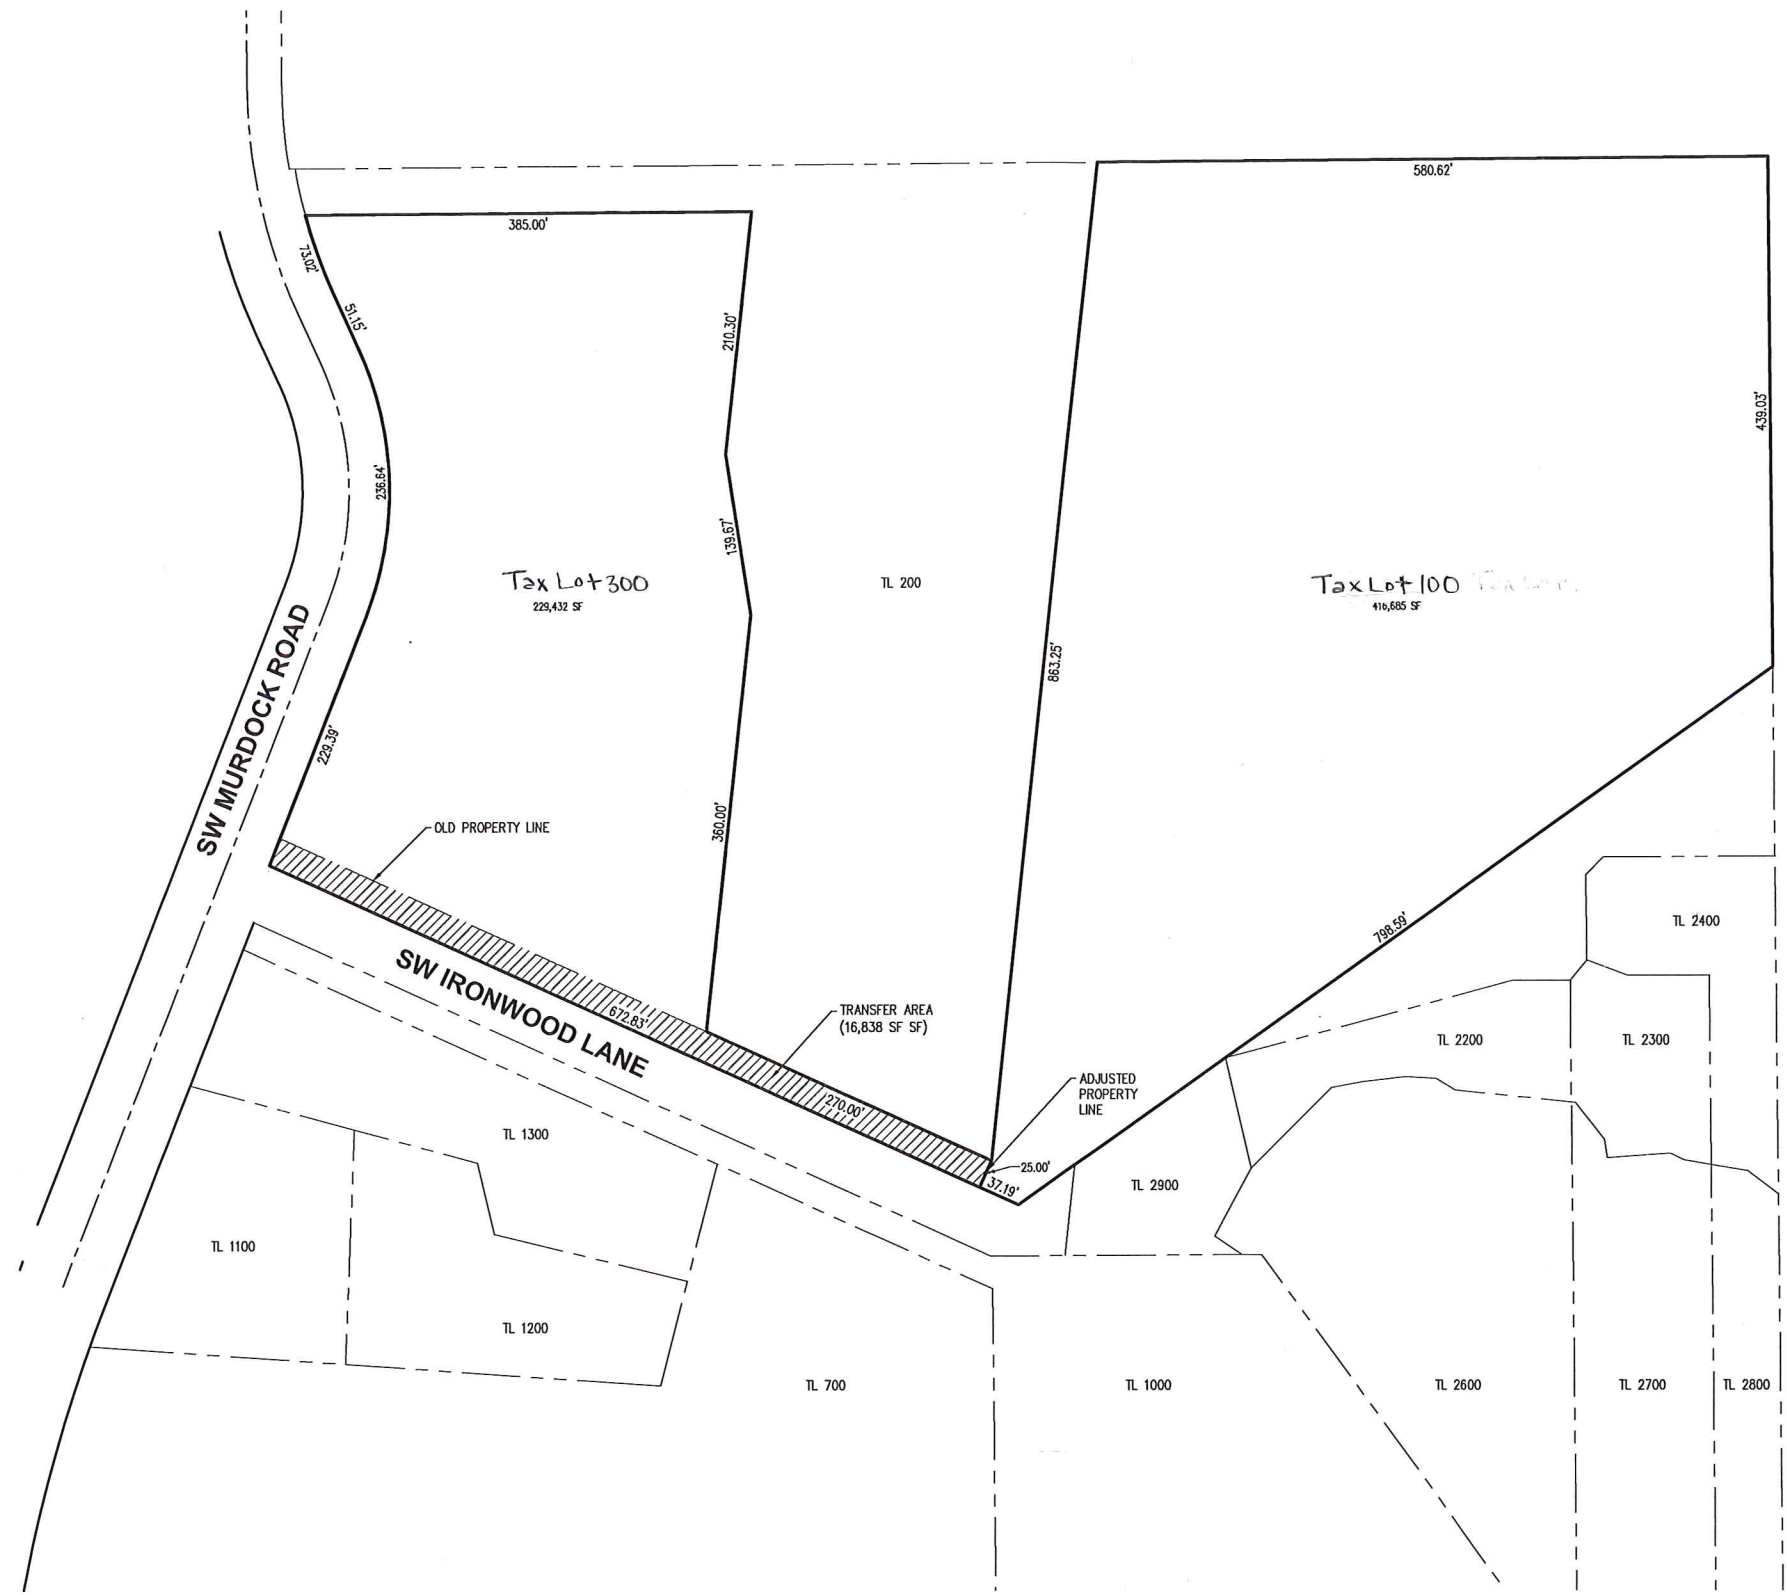 580.62'
385.00'
73.02'
51.15'
210.30'
439.03'
236.64'
139.67'
Tax Lot 300
229,432 SF
TL 200
Tax Lot 100
416,685 SF
863.25'
SW MURDOCK ROAD
229.39'
360.00'
OLD PROPERTY LINE
798.59'
TL 2400
SW IRONWOOD LANE
672.83'
TRANSFER AREA
(16,838 SF SF)
TL 2200
TL 2300
270.00'
ADJUSTED
PROPERTY
LINE
TL 1300
25.00'
37.19'
TL 2900
TL 1100
TL 1200
TL 700
TL 1000
TL 2600
TL 2700
TL 2800